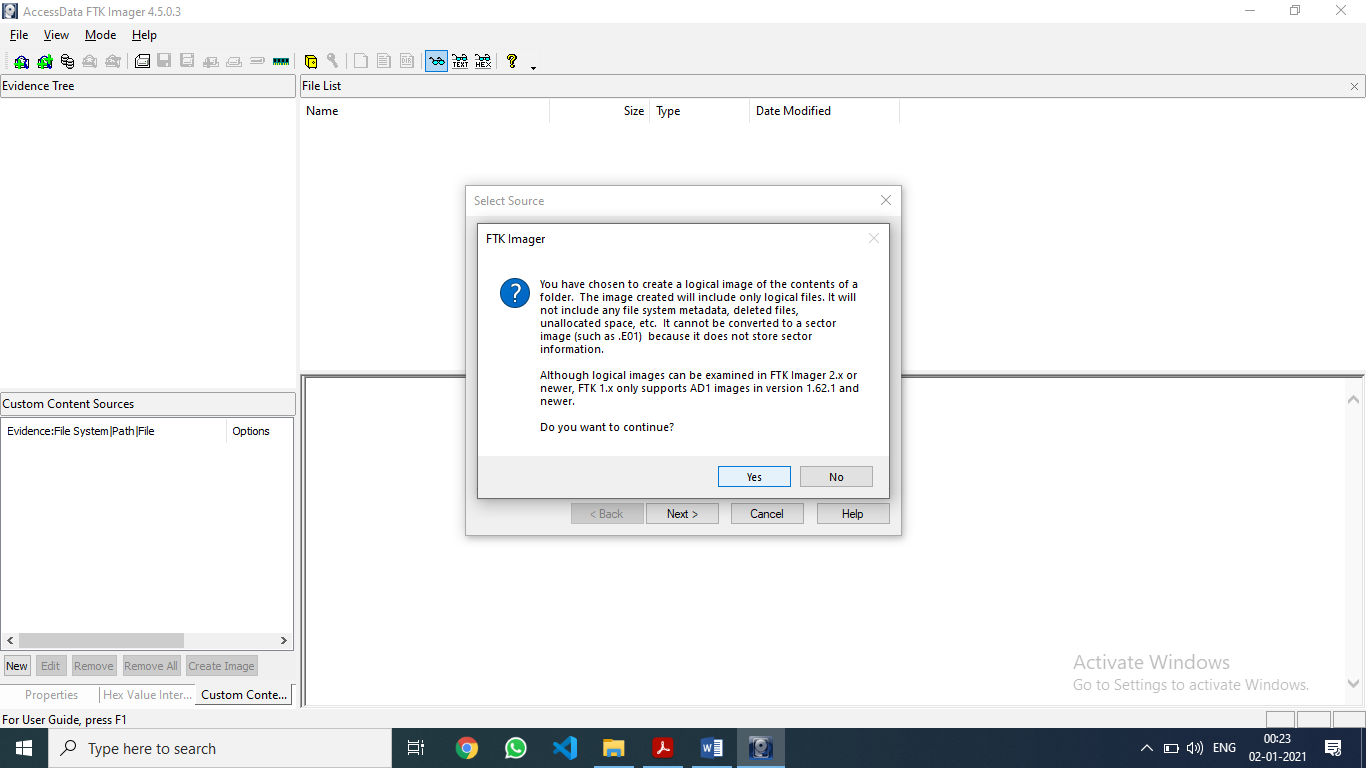 AccessData FTK Imager 4.5.0.3
File View Mode Help
TEXT HEX ?
Evidence Tree
File List
Name Size Type Date Modified
Select Source
FTK Imager
?
You have chosen to create a logical image of the contents of a
folder.  The image created will include only logical files. It will
not include any file system metadata, deleted files,
unallocated space, etc.  It cannot be converted to a sector
image (such as .E01)  because it does not store sector
information.
Although logical images can be examined in FTK Imager 2.x or
newer, FTK 1.x only supports AD1 images in version 1.62.1 and
newer.
Do you want to continue?
Yes No
< Back Next > Cancel Help
Custom Content Sources
Evidence:File System|Path|File Options
New Edit Remove Remove All Create Image
Properties Hex Value Inter... Custom Conte...
Activate Windows
Go to Settings to activate Windows.
For User Guide, press F1
Type here to search
ENG
00:23
02-01-2021